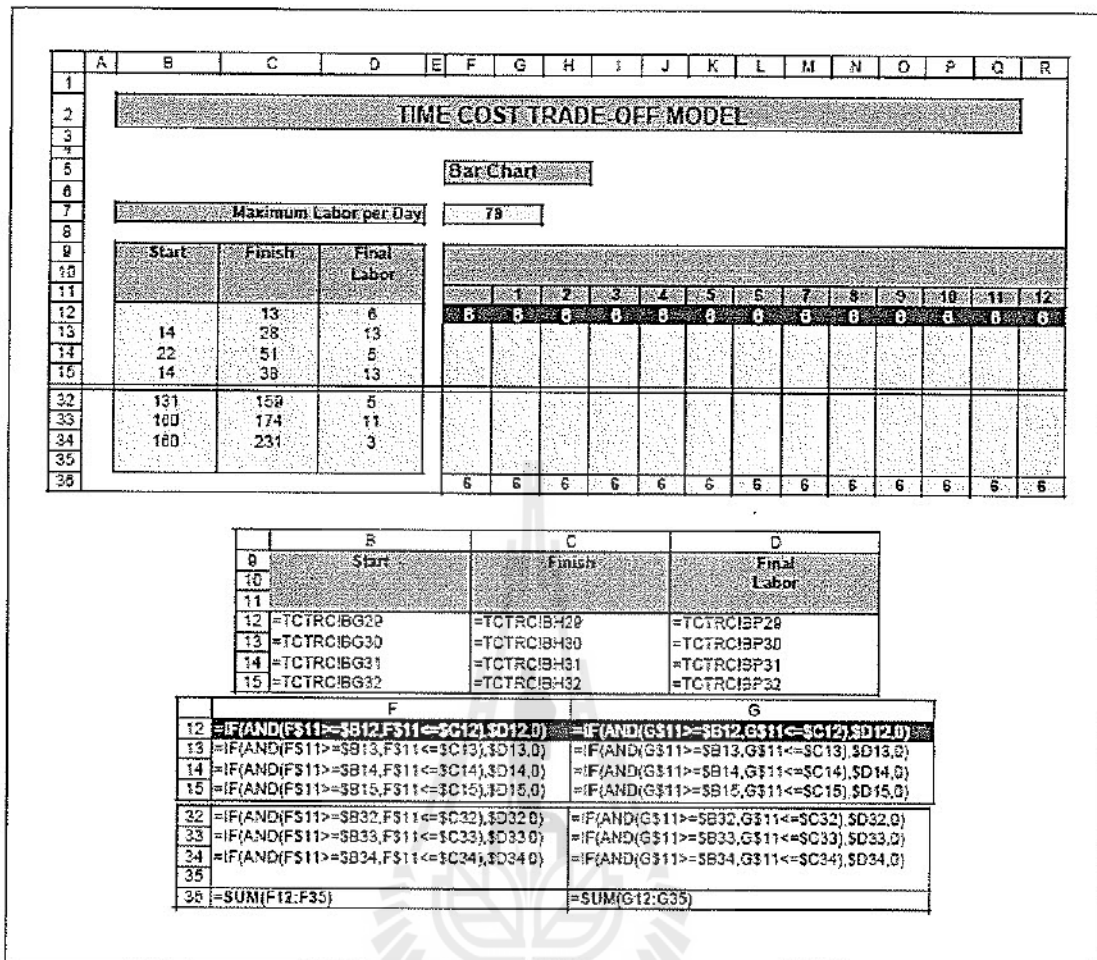 A B C D E F G H I J K L M N O P Q R
1
2 TIME COST TRADE-OFF MODEL
3
4
5 Bar Chart
6
7 Maximum Labor per Day 79
8
9 Start Finish Final
10 Labor
11 1 2 3 4 5 6 7 8 9 10 11 12
12 13 6 6 6 6 6 6 6 6 6 6 6 6 6 6
13 14 28 13
14 22 51 5
15 14 38 13
32 131 159 5
33 160 174 11
34 160 231 3
35
36 6 6 6 6 6 6 6 6 6 6 6 6 6
B C D
9 Start Finish Final
10 Labor
11
12 =TCTRC!BG29 =TCTRC!BH29 =TCTRC!BP29
13 =TCTRC!BG30 =TCTRC!BH30 =TCTRC!BP30
14 =TCTRC!BG31 =TCTRC!BH31 =TCTRC!BP31
15 =TCTRC!BG32 =TCTRC!BH32 =TCTRC!BP32
F G
12 =IF(AND(F$11>=$B12,F$11<=$C12),$D12,0) =IF(AND(G$11>=$B12,G$11<=$C12),$D12,0)
13 =IF(AND(F$11>=$B13,F$11<=$C13),$D13,0) =IF(AND(G$11>=$B13,G$11<=$C13),$D13,0)
14 =IF(AND(F$11>=$B14,F$11<=$C14),$D14,0) =IF(AND(G$11>=$B14,G$11<=$C14),$D14,0)
15 =IF(AND(F$11>=$B15,F$11<=$C15),$D15,0) =IF(AND(G$11>=$B15,G$11<=$C15),$D15,0)
32 =IF(AND(F$11>=$B32,F$11<=$C32),$D32,0) =IF(AND(G$11>=$B32,G$11<=$C32),$D32,0)
33 =IF(AND(F$11>=$B33,F$11<=$C33),$D33,0) =IF(AND(G$11>=$B33,G$11<=$C33),$D33,0)
34 =IF(AND(F$11>=$B34,F$11<=$C34),$D34,0) =IF(AND(G$11>=$B34,G$11<=$C34),$D34,0)
35
36 =SUM(F12:F35) =SUM(G12:G35)